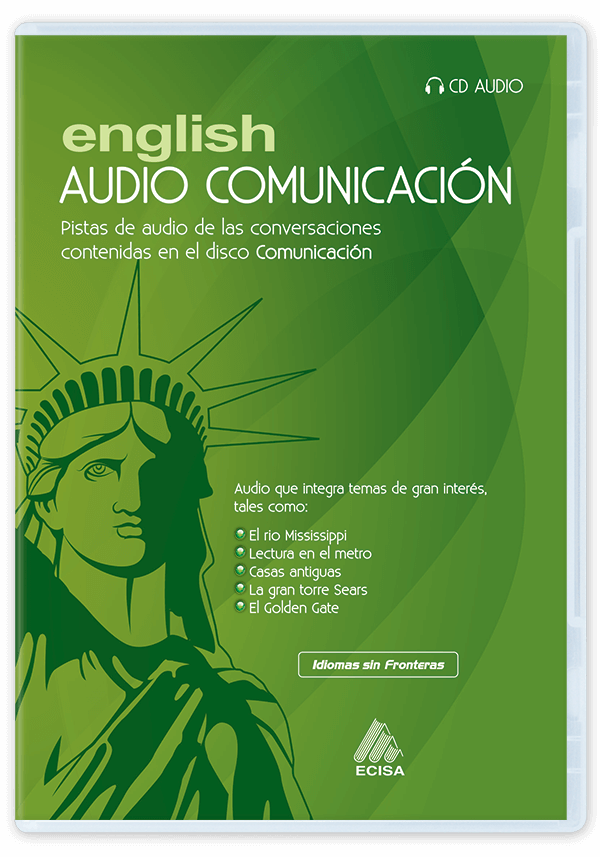 CD AUDIO
english
AUDIO COMUNICACIÓN
Pistas de audio de las conversaciones
contenidas en el disco Comunicación
Audio que integra temas de gran interés,
tales como:
El rio Mississippi
Lectura en el metro
Casas antiguas
La gran torre Sears
El Golden Gate
Idiomas sin Fronteras
ECISA